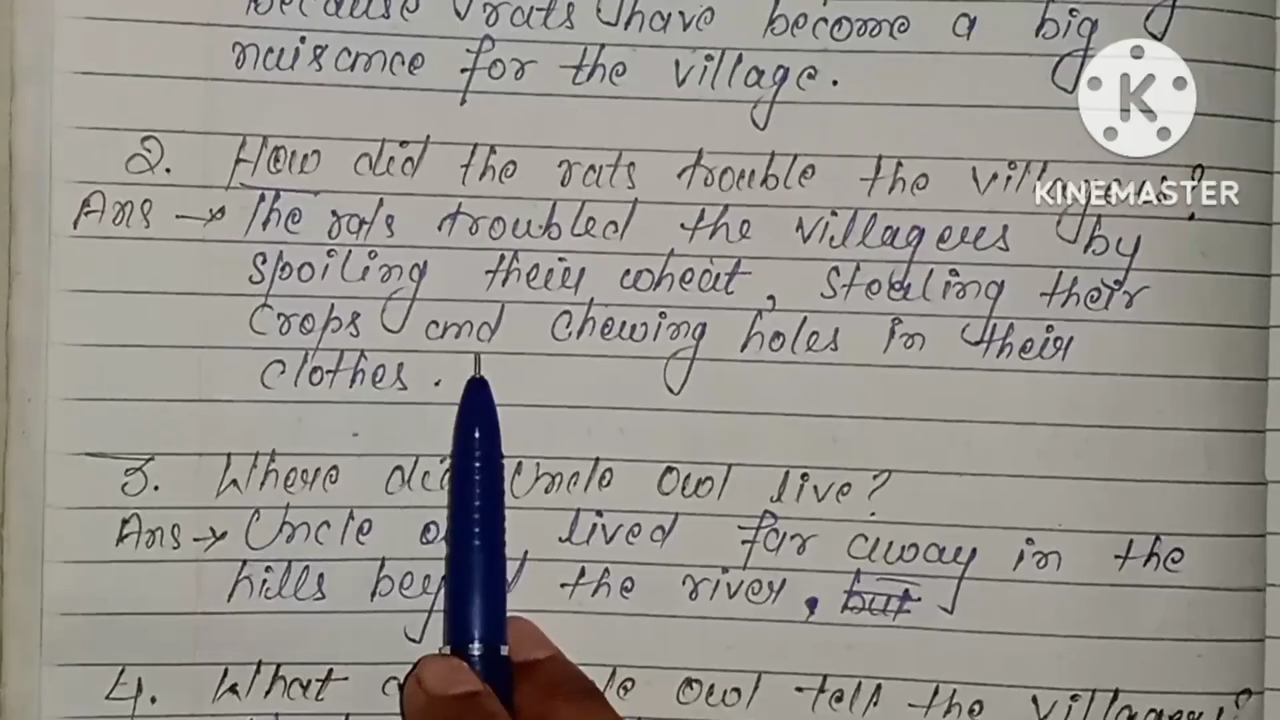 because rats have become a big
nuisance for the village.
2. How did the rats trouble the villagers?
Ans → The rats troubled the villagers by
spoiling their wheat, stealing their
crops and chewing holes in their
clothes.
3. Where did Uncle Owl live?
Ans → Uncle lived far away in the
hills the river, but
4. What owl tell the villagers?
K
KINEMASTER